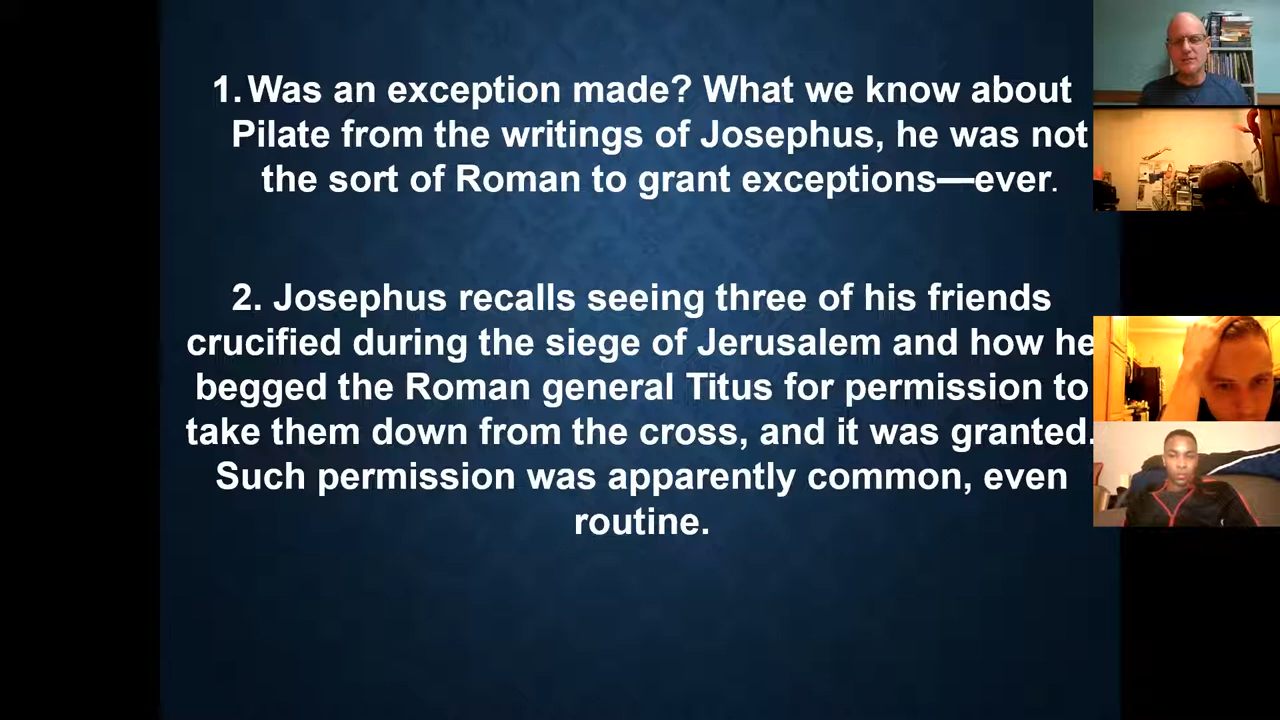 1. Was an exception made? What we know about
Pilate from the writings of Josephus, he was not
the sort of Roman to grant exceptions—ever.
2. Josephus recalls seeing three of his friends
crucified during the siege of Jerusalem and how he
begged the Roman general Titus for permission to
take them down from the cross, and it was granted.
Such permission was apparently common, even
routine.